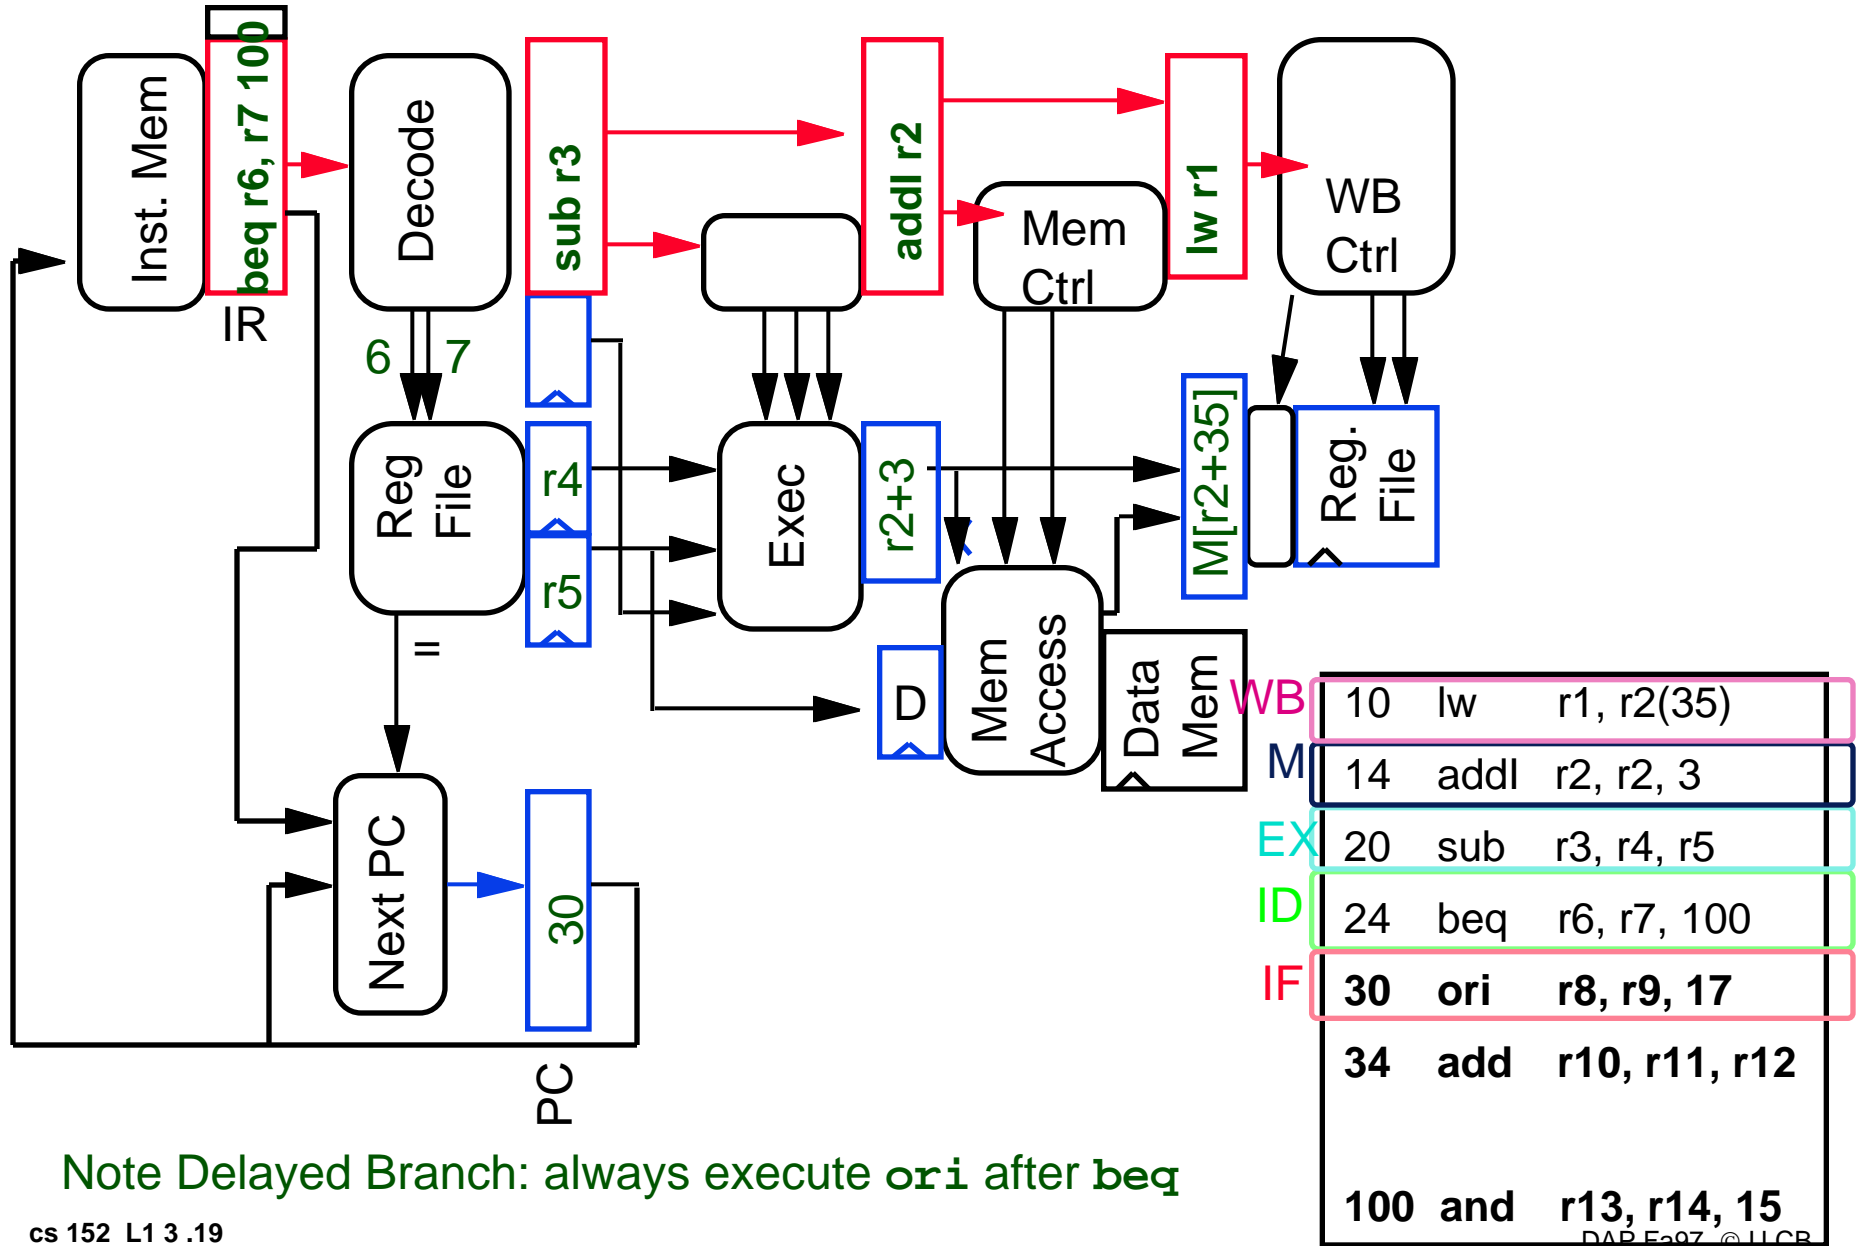 Inst. Mem
beq r6, r7 100
IR
Decode
6 7
sub r3
addI r2
Mem
Ctrl
lw r1
WB
Ctrl
Reg
File
=
r4
r5
Exec
r2+3
M[r2+35]
Reg.
File
D
Mem
Access
Data
Mem
Next PC
30
PC
WB 10 lw r1, r2(35)
M 14 addI r2, r2, 3
EX 20 sub r3, r4, r5
ID 24 beq r6, r7, 100
IF 30 ori r8, r9, 17
34 add r10, r11, r12
100 and r13, r14, 15
Note Delayed Branch: always execute ori after beq
cs 152 L1 3 .19
DAP Fa97, © U.CB